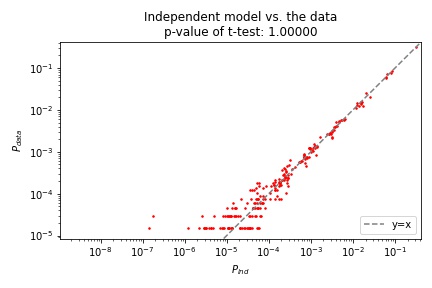 Independent model vs. the data
p-value of t-test: 1.00000
P_data
10⁻¹
10⁻²
10⁻³
10⁻⁴
10⁻⁵
y=x
10⁻⁸ 10⁻⁷ 10⁻⁶ 10⁻⁵ 10⁻⁴ 10⁻³ 10⁻² 10⁻¹
P_ind